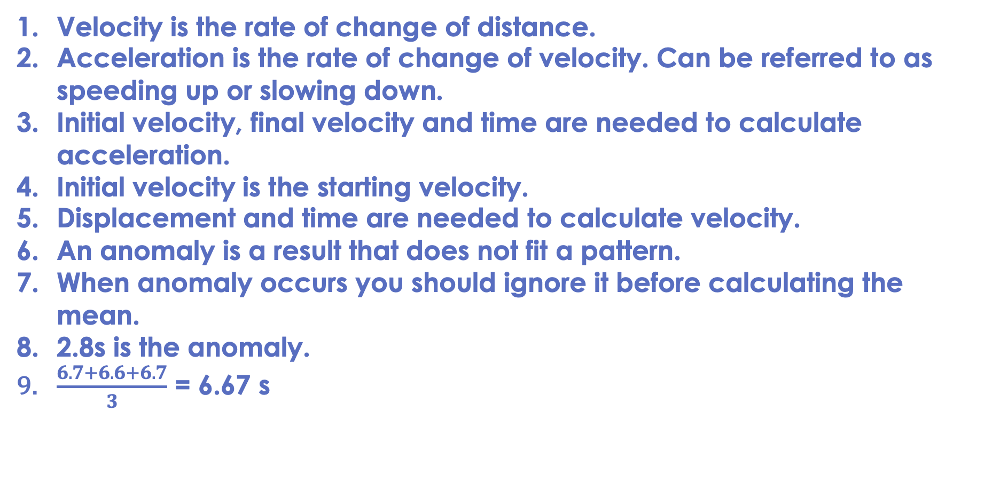 1. Velocity is the rate of change of distance.
2. Acceleration is the rate of change of velocity. Can be referred to as
speeding up or slowing down.
3. Initial velocity, final velocity and time are needed to calculate
acceleration.
4. Initial velocity is the starting velocity.
5. Displacement and time are needed to calculate velocity.
6. An anomaly is a result that does not fit a pattern.
7. When anomaly occurs you should ignore it before calculating the
mean.
8. 2.8s is the anomaly.
6.7+6.6+6.7
9. = 6.67 s
3